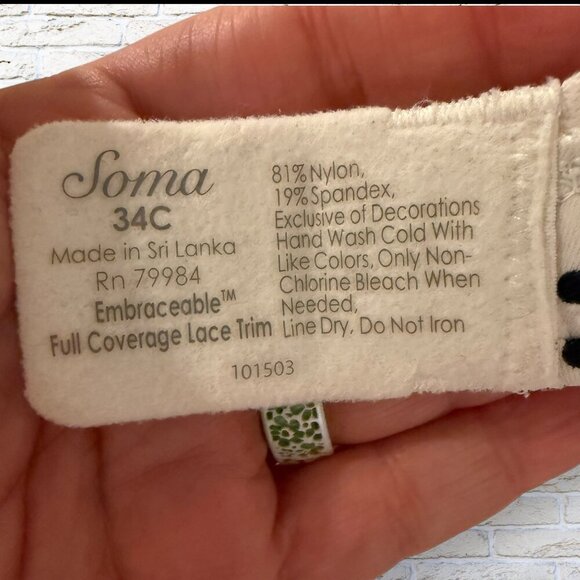 Soma
34C
Made in Sri Lanka
Rn 79984
Embraceable™
Full Coverage Lace Trim
81% Nylon,
19% Spandex,
Exclusive of Decorations
Hand Wash Cold With
Like Colors, Only Non-
Chlorine Bleach When
Needed,
Line Dry, Do Not Iron
101503